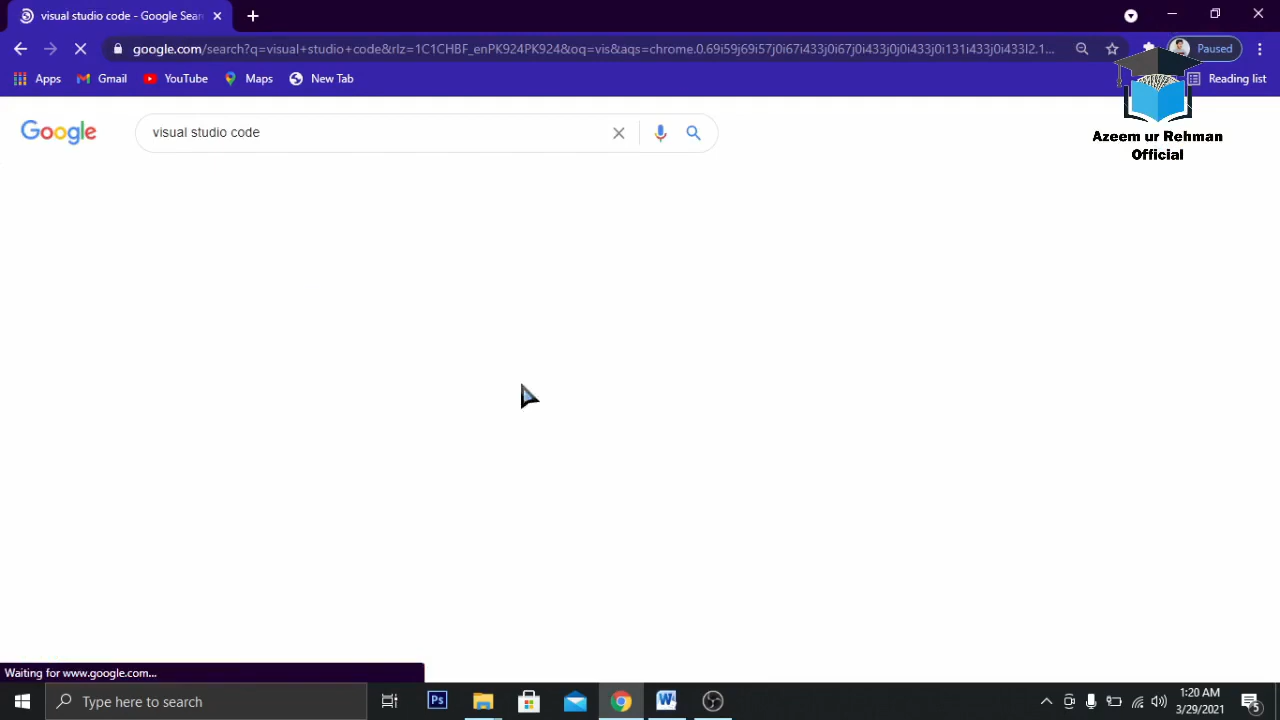 visual studio code - Google Sear
google.com/search?q=visual+studio+code&rlz=1C1CHBF_enPK924PK924&oq=vis&aqs=chrome.0.69i59j69i57j0i67i433j0i67j0i433j0j0i433j0i131i433j0i433l2.1...
Paused
Apps
Gmail
YouTube
Maps
New Tab
Reading list
Google
visual studio code
Azeem ur Rehman
Official
Waiting for www.google.com...
Type here to search
Ps
W
1:20 AM
3/29/2021
5